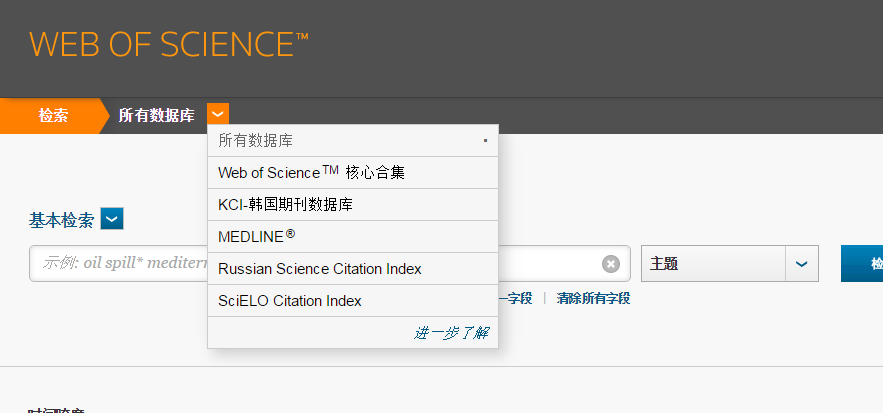 WEB OF SCIENCE™
检索 所有数据库
所有数据库
Web of Science™ 核心合集
KCI-韩国期刊数据库
基本检索
MEDLINE®
示例: oil spill* mediterr
主题
检
Russian Science Citation Index
SciELO Citation Index
一字段 | 清除所有字段
进一步了解